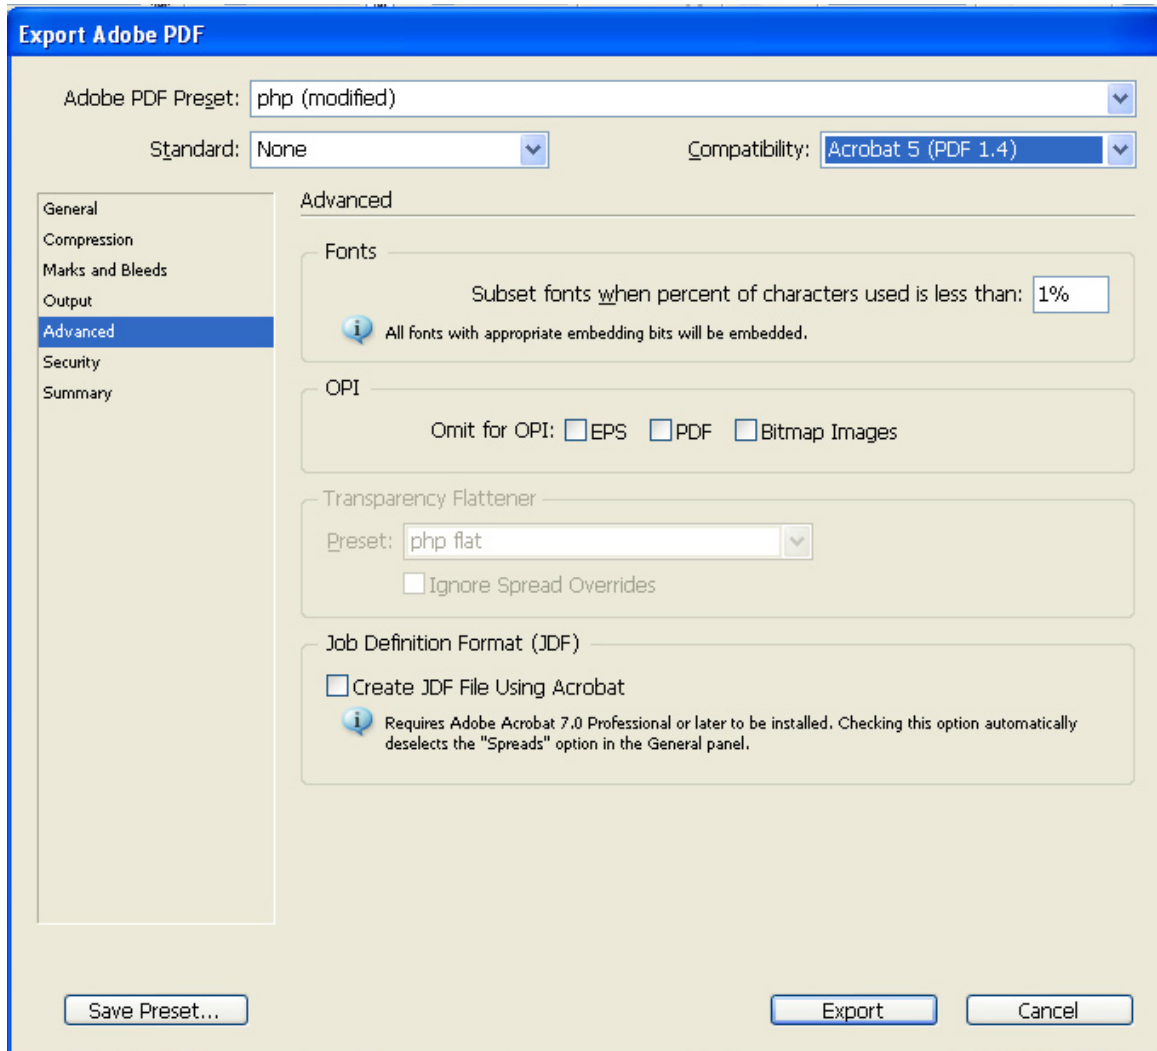 Export Adobe PDF
Adobe PDF Preset: php (modified)
Standard: None Compatibility: Acrobat 5 (PDF 1.4)
General
Compression
Marks and Bleeds
Output
Advanced
Security
Summary
Advanced
Fonts
Subset fonts when percent of characters used is less than: 1%
All fonts with appropriate embedding bits will be embedded.
OPI
Omit for OPI: EPS PDF Bitmap Images
Transparency Flattener
Preset: php flat
Ignore Spread Overrides
Job Definition Format (JDF)
Create JDF File Using Acrobat
Requires Adobe Acrobat 7.0 Professional or later to be installed. Checking this option automatically
deselects the "Spreads" option in the General panel.
Save Preset... Export Cancel